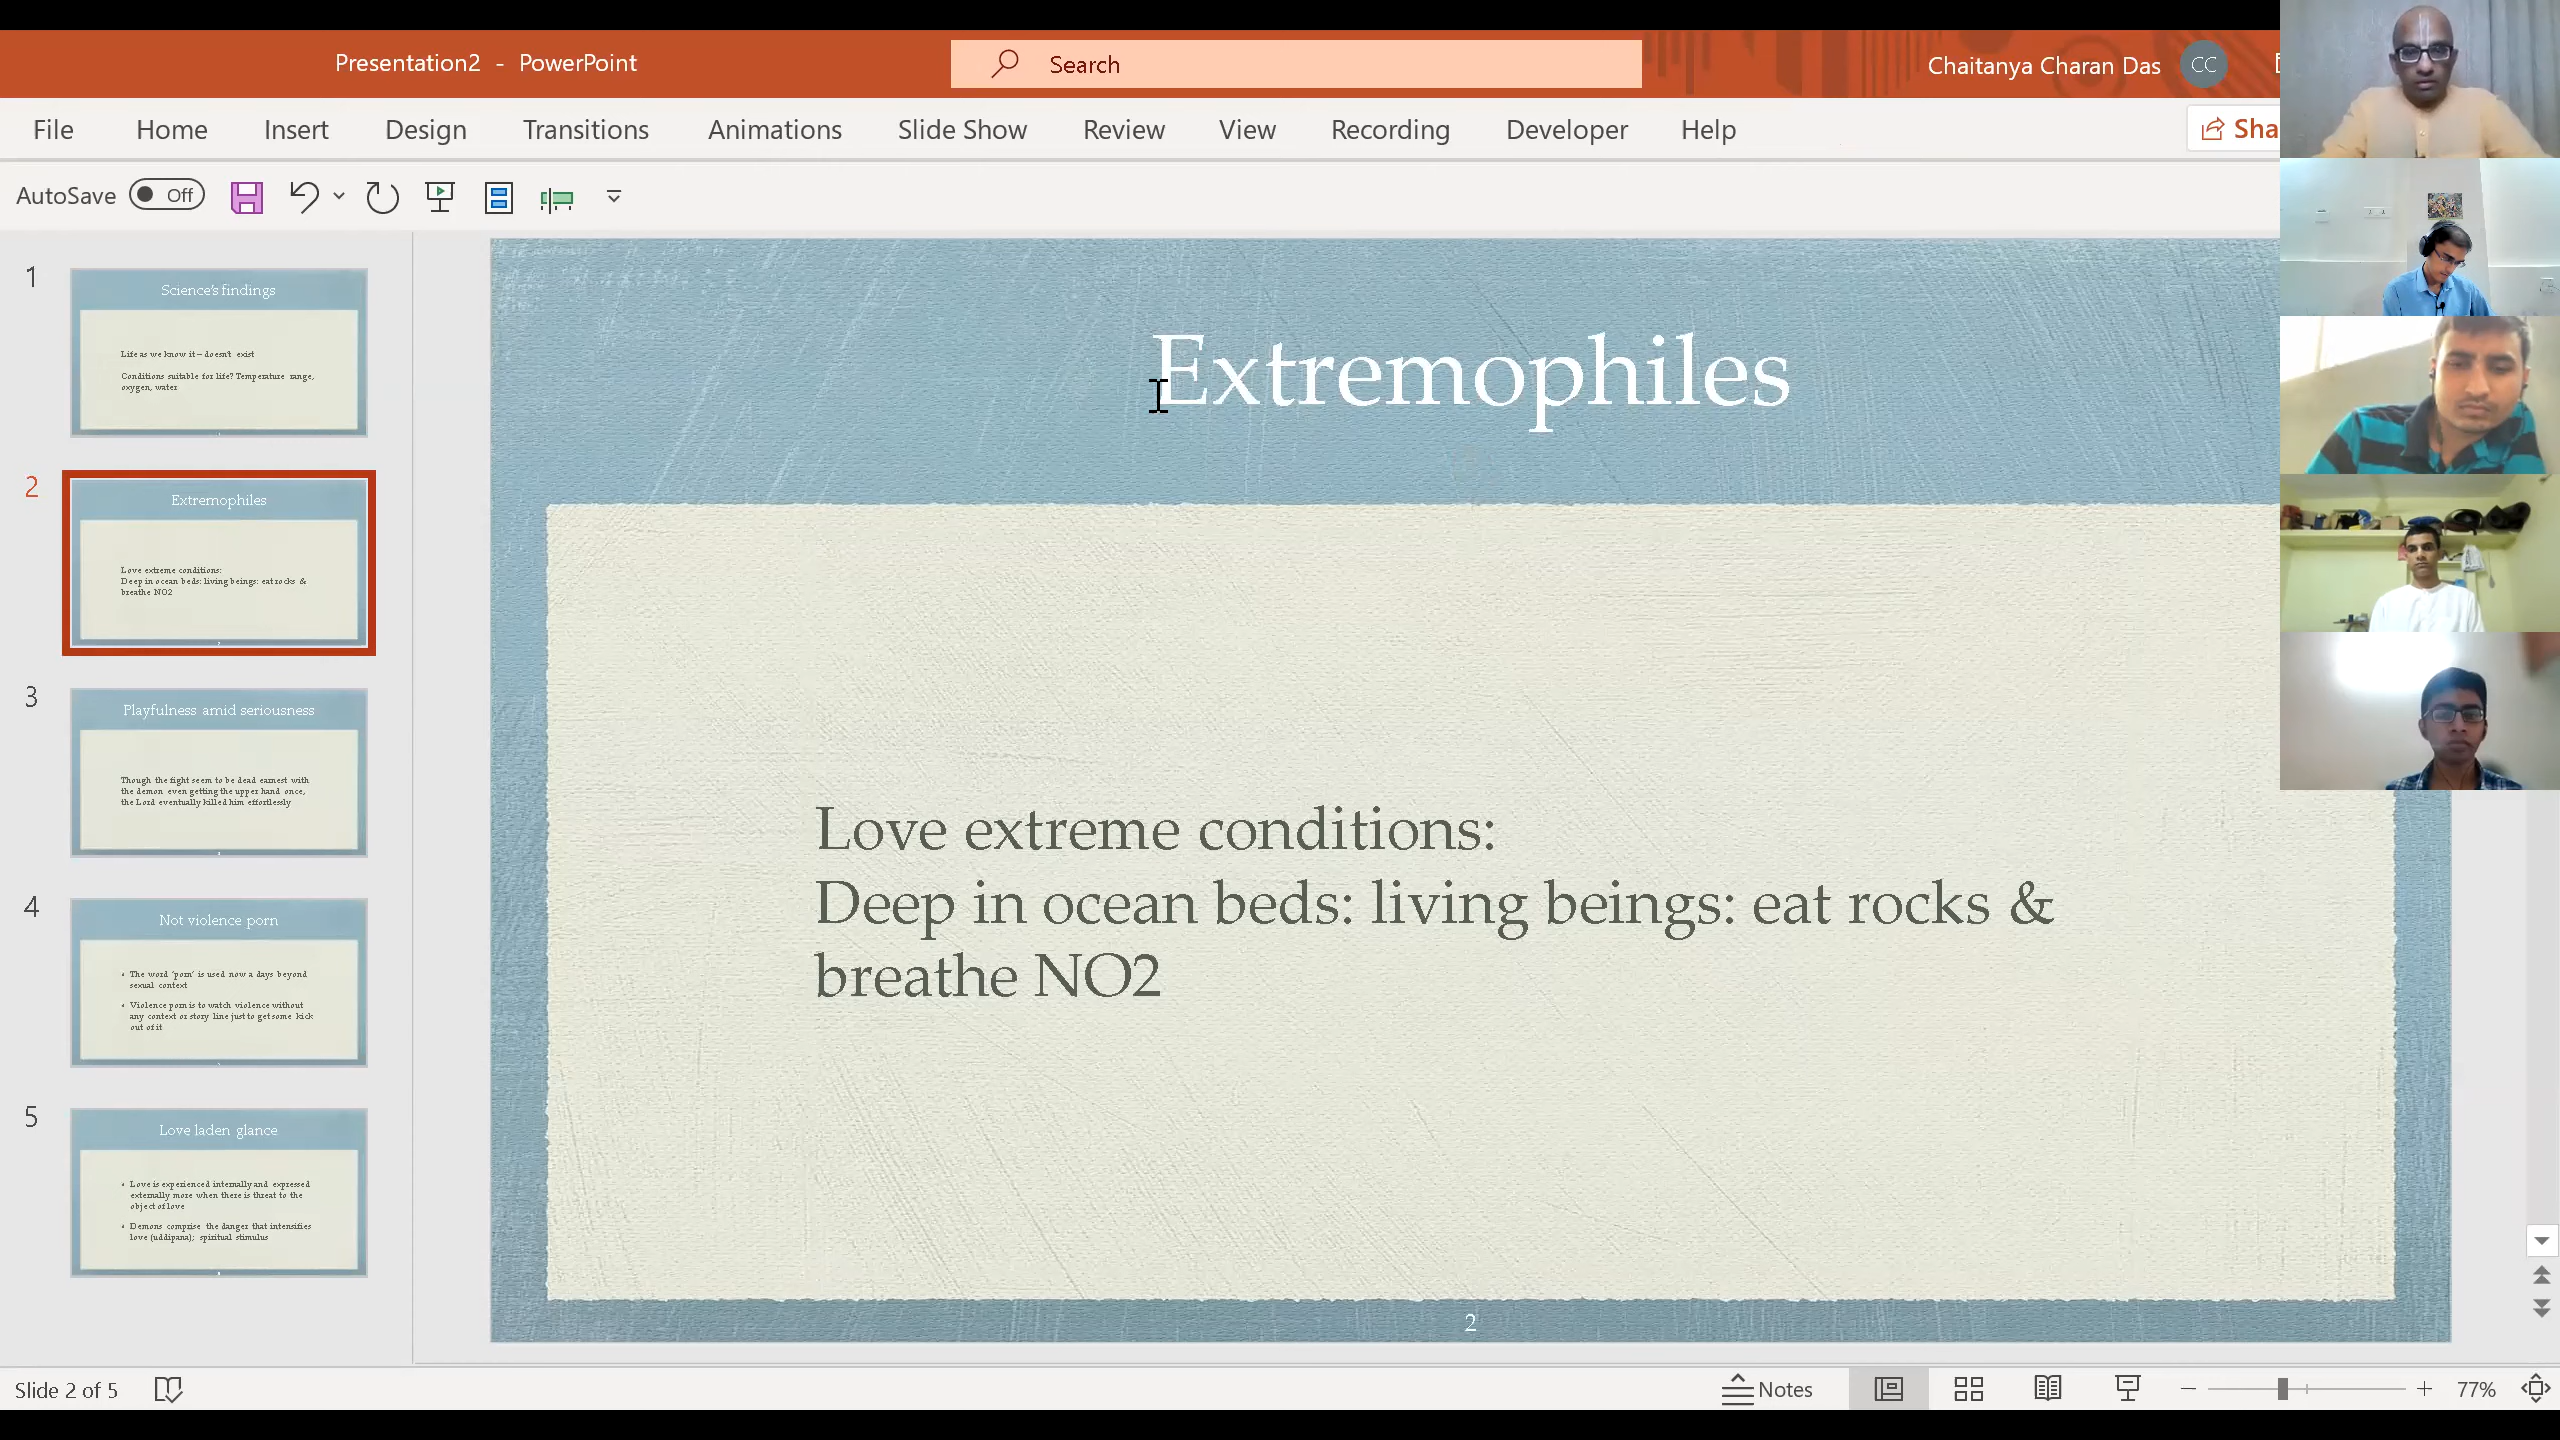 Presentation2 - PowerPoint
Search
Chaitanya Charan Das
CC
File Home Insert Design Transitions Animations Slide Show Review View Recording Developer Help
Sha
AutoSave Off
1
Science's findings
Life as we know it – doesn't exist
Conditions suitable for life? Temperature range,
oxygen, water
2
Extremophiles
Love extreme conditions:
Deep in ocean beds: living beings: eat rocks &
breathe NO2
3
Playfulness amid seriousness
Though the fight seem to be dead earnest with
the demon even getting the upper hand once,
the Lord eventually killed him effortlessly
4
Not violence porn
The word 'porn' is used now a days beyond
sexual context
Violence porn is to watch violence without
any context or story line just to get some kick
out of it
5
Love laden glance
Love is experienced internally and expressed
externally more when there is threat to the
object of love
Demons comprise the danger that intensifies
love (uddipana); spiritual stimulus
Extremophiles
Love extreme conditions:
Deep in ocean beds: living beings: eat rocks &
breathe NO2
2
Slide 2 of 5
Notes
77%